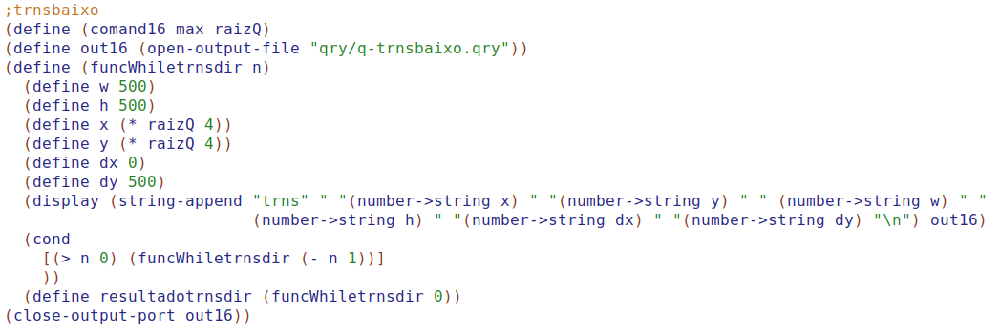 ;trnsbaixo
(define (comand16 max raizQ)
(define out16 (open-output-file "qry/q-trnsbaixo.qry"))
(define (funcWhiletrnsdir n)
  (define w 500)
  (define h 500)
  (define x (* raizQ 4))
  (define y (* raizQ 4))
  (define dx 0)
  (define dy 500)
  (display (string-append "trns" " "(number->string x) " "(number->string y) " " (number->string w) " "
                          (number->string h) " "(number->string dx) " "(number->string dy) "\n") out16)
  (cond
    [(> n 0) (funcWhiletrnsdir (- n 1))]
    ))
  (define resultadotrnsdir (funcWhiletrnsdir 0))
(close-output-port out16))